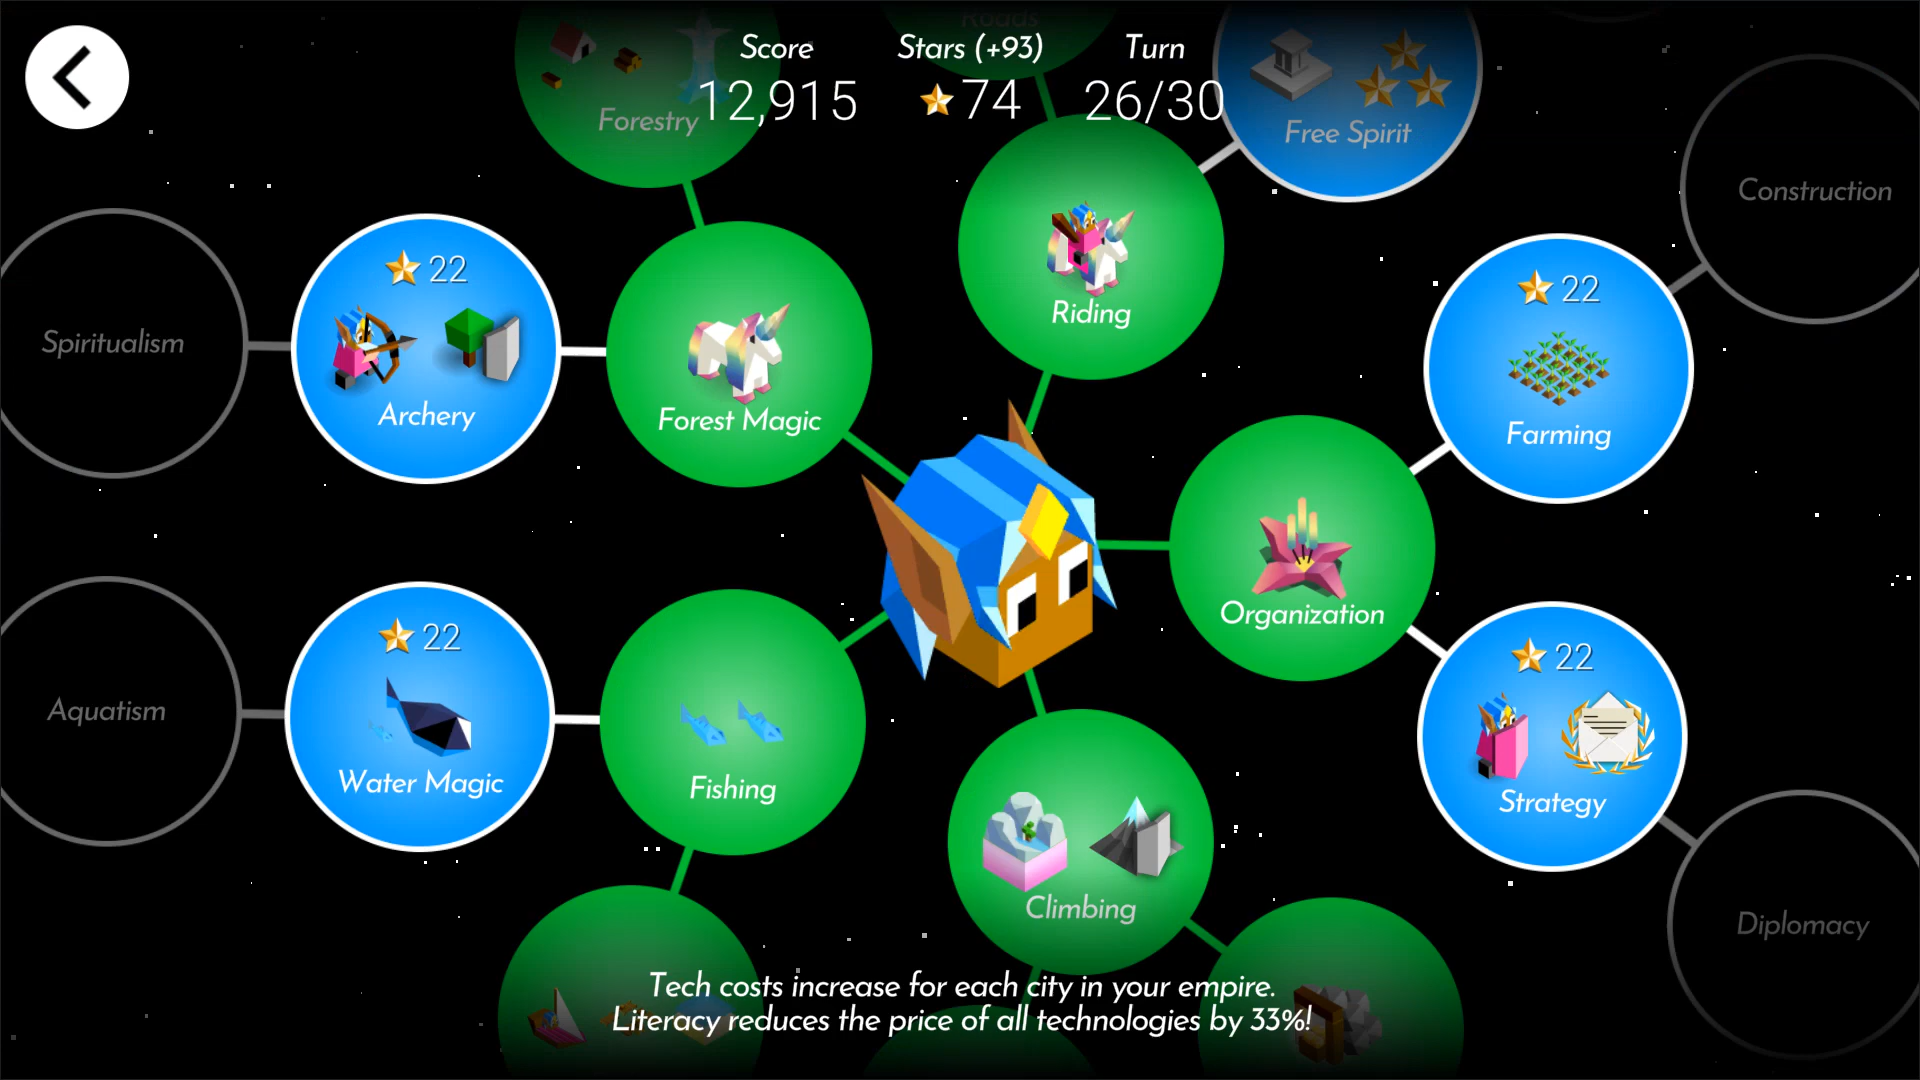 Roads
Score
Stars (+93)
Turn
12,915
74
26/30
Forestry
Free Spirit
Construction
22
Riding
22
Spiritualism
Archery
Forest Magic
Farming
Organization
22
22
Aquatism
Water Magic
Fishing
Strategy
Climbing
Diplomacy
Tech costs increase for each city in your empire.
Literacy reduces the price of all technologies by 33%!